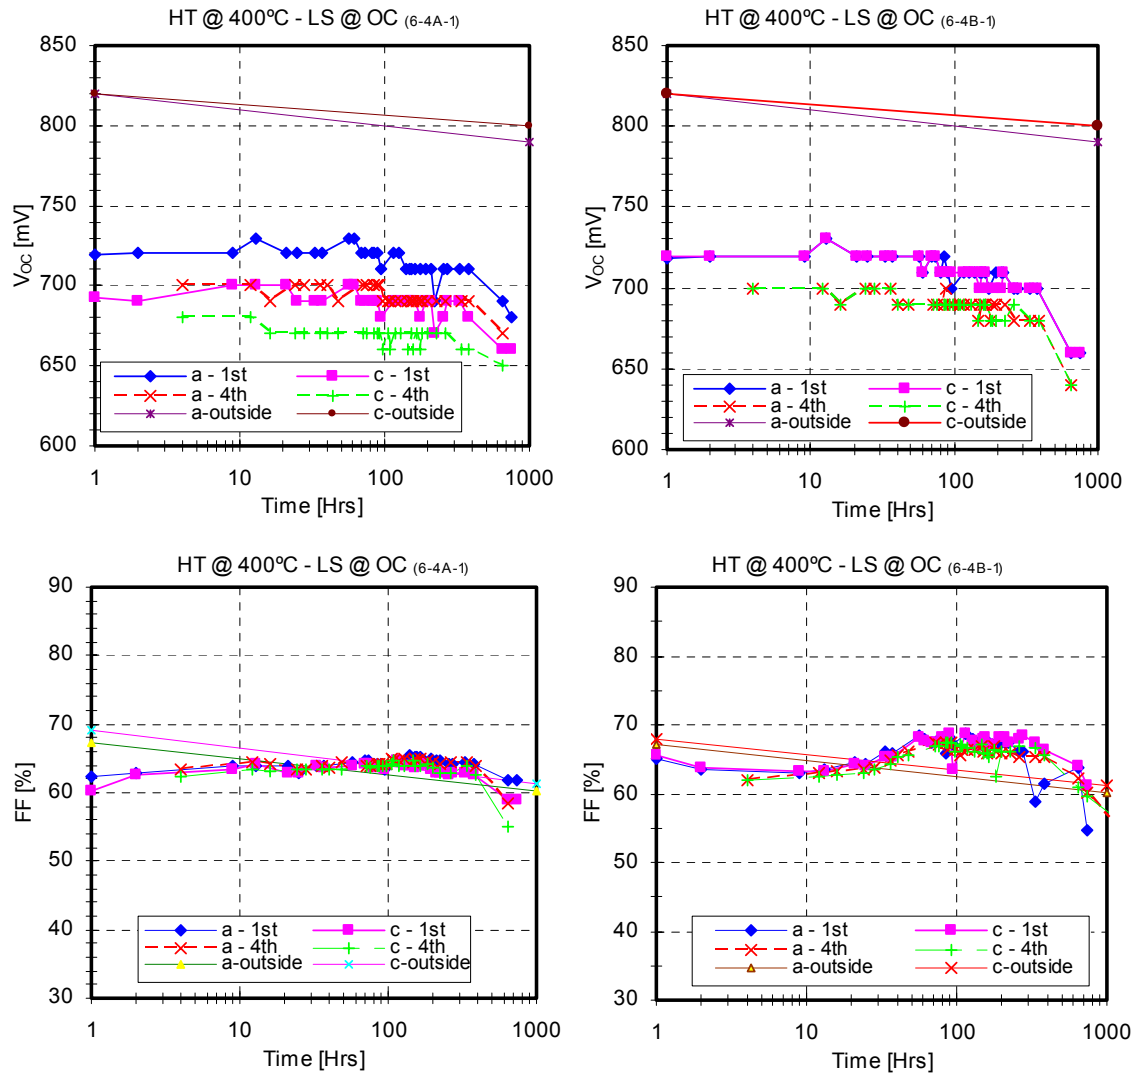 HT @ 400ºC - LS @ OC (6-4A-1)
850
800
750
700
650
600
VOC [mV]
a - 1st
c - 1st
a - 4th
c - 4th
a-outside
c-outside
1
10
100
1000
Time [Hrs]
HT @ 400ºC - LS @ OC (6-4B-1)
850
800
750
700
650
600
VOC [mV]
a - 1st
c - 1st
a - 4th
c - 4th
a-outside
c-outside
1
10
100
1000
Time [Hrs]
HT @ 400ºC - LS @ OC (6-4A-1)
90
80
70
60
50
40
30
FF [%]
a - 1st
c - 1st
a - 4th
c - 4th
a-outside
c-outside
1
10
100
1000
Time [Hrs]
HT @ 400ºC - LS @ OC (6-4B-1)
90
80
70
60
50
40
30
FF [%]
a - 1st
c - 1st
a - 4th
c - 4th
a-outside
c-outside
1
10
100
1000
Time [Hrs]